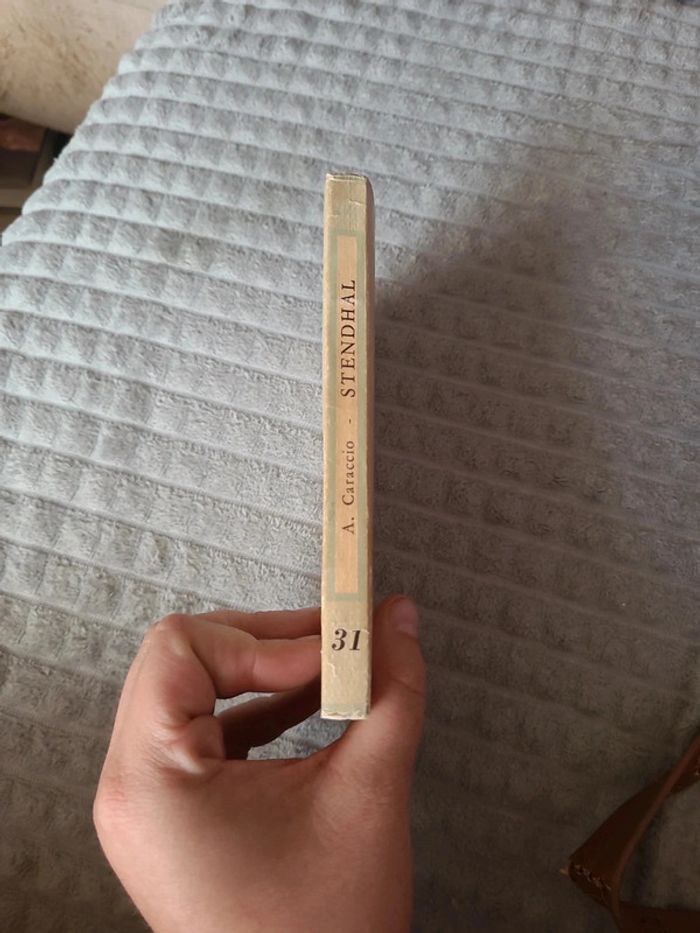 A. Caraccio - STENDHAL
31